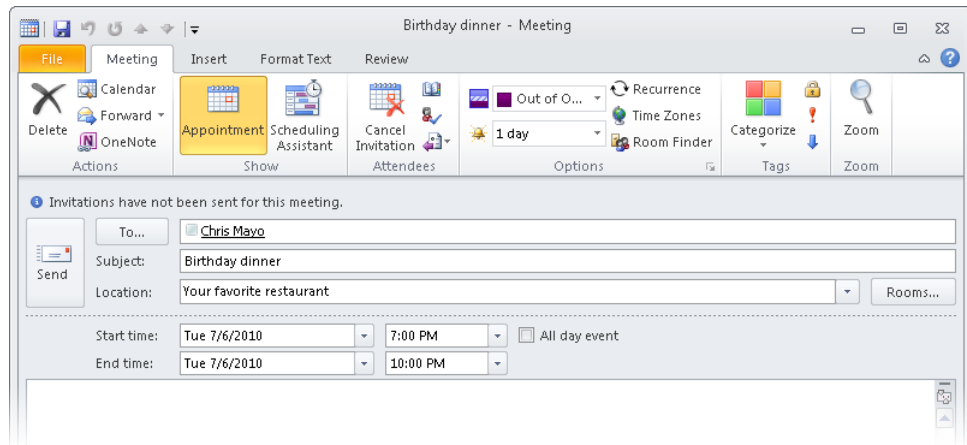 Birthday dinner - Meeting
File Meeting Insert Format Text Review
Delete
Calendar
Forward
OneNote
Actions
Appointment
Scheduling
Assistant
Show
Cancel
Invitation
Attendees
Out of O...
1 day
Recurrence
Time Zones
Room Finder
Options
Categorize
Tags
Zoom
Zoom
Invitations have not been sent for this meeting.
Send
To... Chris Mayo
Subject: Birthday dinner
Location: Your favorite restaurant Rooms...
Start time: Tue 7/6/2010 7:00 PM All day event
End time: Tue 7/6/2010 10:00 PM